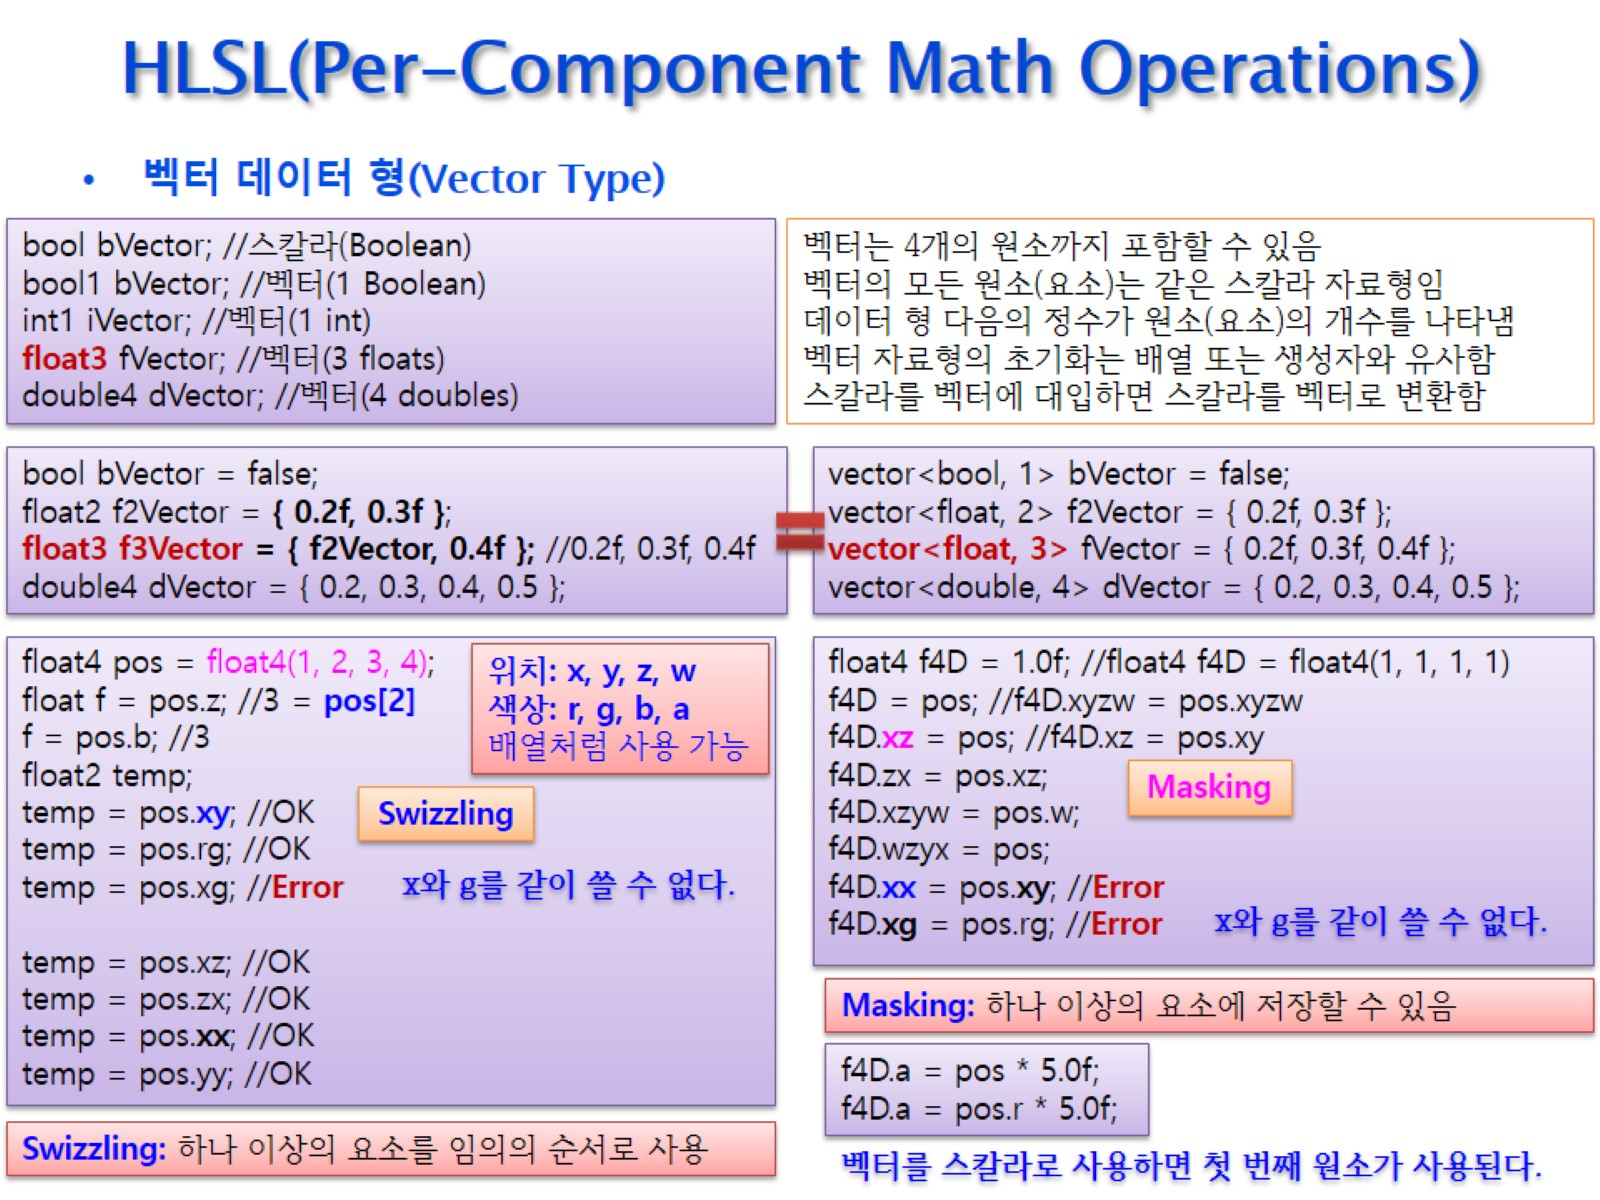 HLSL(Per-Component Math Operations)
• 벡터 데이터 형(Vector Type)
bool bVector; //스칼라(Boolean)
bool1 bVector; //벡터(1 Boolean)
int1 iVector; //벡터(1 int)
float3 fVector; //벡터(3 floats)
double4 dVector; //벡터(4 doubles)
벡터는 4개의 원소까지 포함할 수 있음
벡터의 모든 원소(요소)는 같은 스칼라 자료형임
데이터 형 다음의 정수가 원소(요소)의 개수를 나타냄
벡터 자료형의 초기화는 배열 또는 생성자와 유사함
스칼라를 벡터에 대입하면 스칼라를 벡터로 변환함
bool bVector = false;
float2 f2Vector = { 0.2f, 0.3f };
float3 f3Vector = { f2Vector, 0.4f }; //0.2f, 0.3f, 0.4f
double4 dVector = { 0.2, 0.3, 0.4, 0.5 };
vector<bool, 1> bVector = false;
vector<float, 2> f2Vector = { 0.2f, 0.3f };
vector<float, 3> fVector = { 0.2f, 0.3f, 0.4f };
vector<double, 4> dVector = { 0.2, 0.3, 0.4, 0.5 };
float4 pos = float4(1, 2, 3, 4);
float f = pos.z; //3 = pos[2]
f = pos.b; //3
float2 temp;
temp = pos.xy; //OK
temp = pos.rg; //OK
temp = pos.xg; //Error
temp = pos.xz; //OK
temp = pos.zx; //OK
temp = pos.xx; //OK
temp = pos.yy; //OK
위치: x, y, z, w
색상: r, g, b, a
배열처럼 사용 가능
Swizzling
x와 g를 같이 쓸 수 없다.
Swizzling: 하나 이상의 요소를 임의의 순서로 사용
float4 f4D = 1.0f; //float4 f4D = float4(1, 1, 1, 1)
f4D = pos; //f4D.xyzw = pos.xyzw
f4D.xz = pos; //f4D.xz = pos.xy
f4D.zx = pos.xz;
f4D.xzyw = pos.w;
f4D.wzyx = pos;
f4D.xx = pos.xy; //Error
f4D.xg = pos.rg; //Error
Masking
x와 g를 같이 쓸 수 없다.
Masking: 하나 이상의 요소에 저장할 수 있음
f4D.a = pos * 5.0f;
f4D.a = pos.r * 5.0f;
벡터를 스칼라로 사용하면 첫 번째 원소가 사용된다.